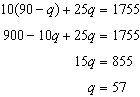 10(90 − q) + 25q = 1755
900 − 10q + 25q = 1755
15q = 855
q = 57